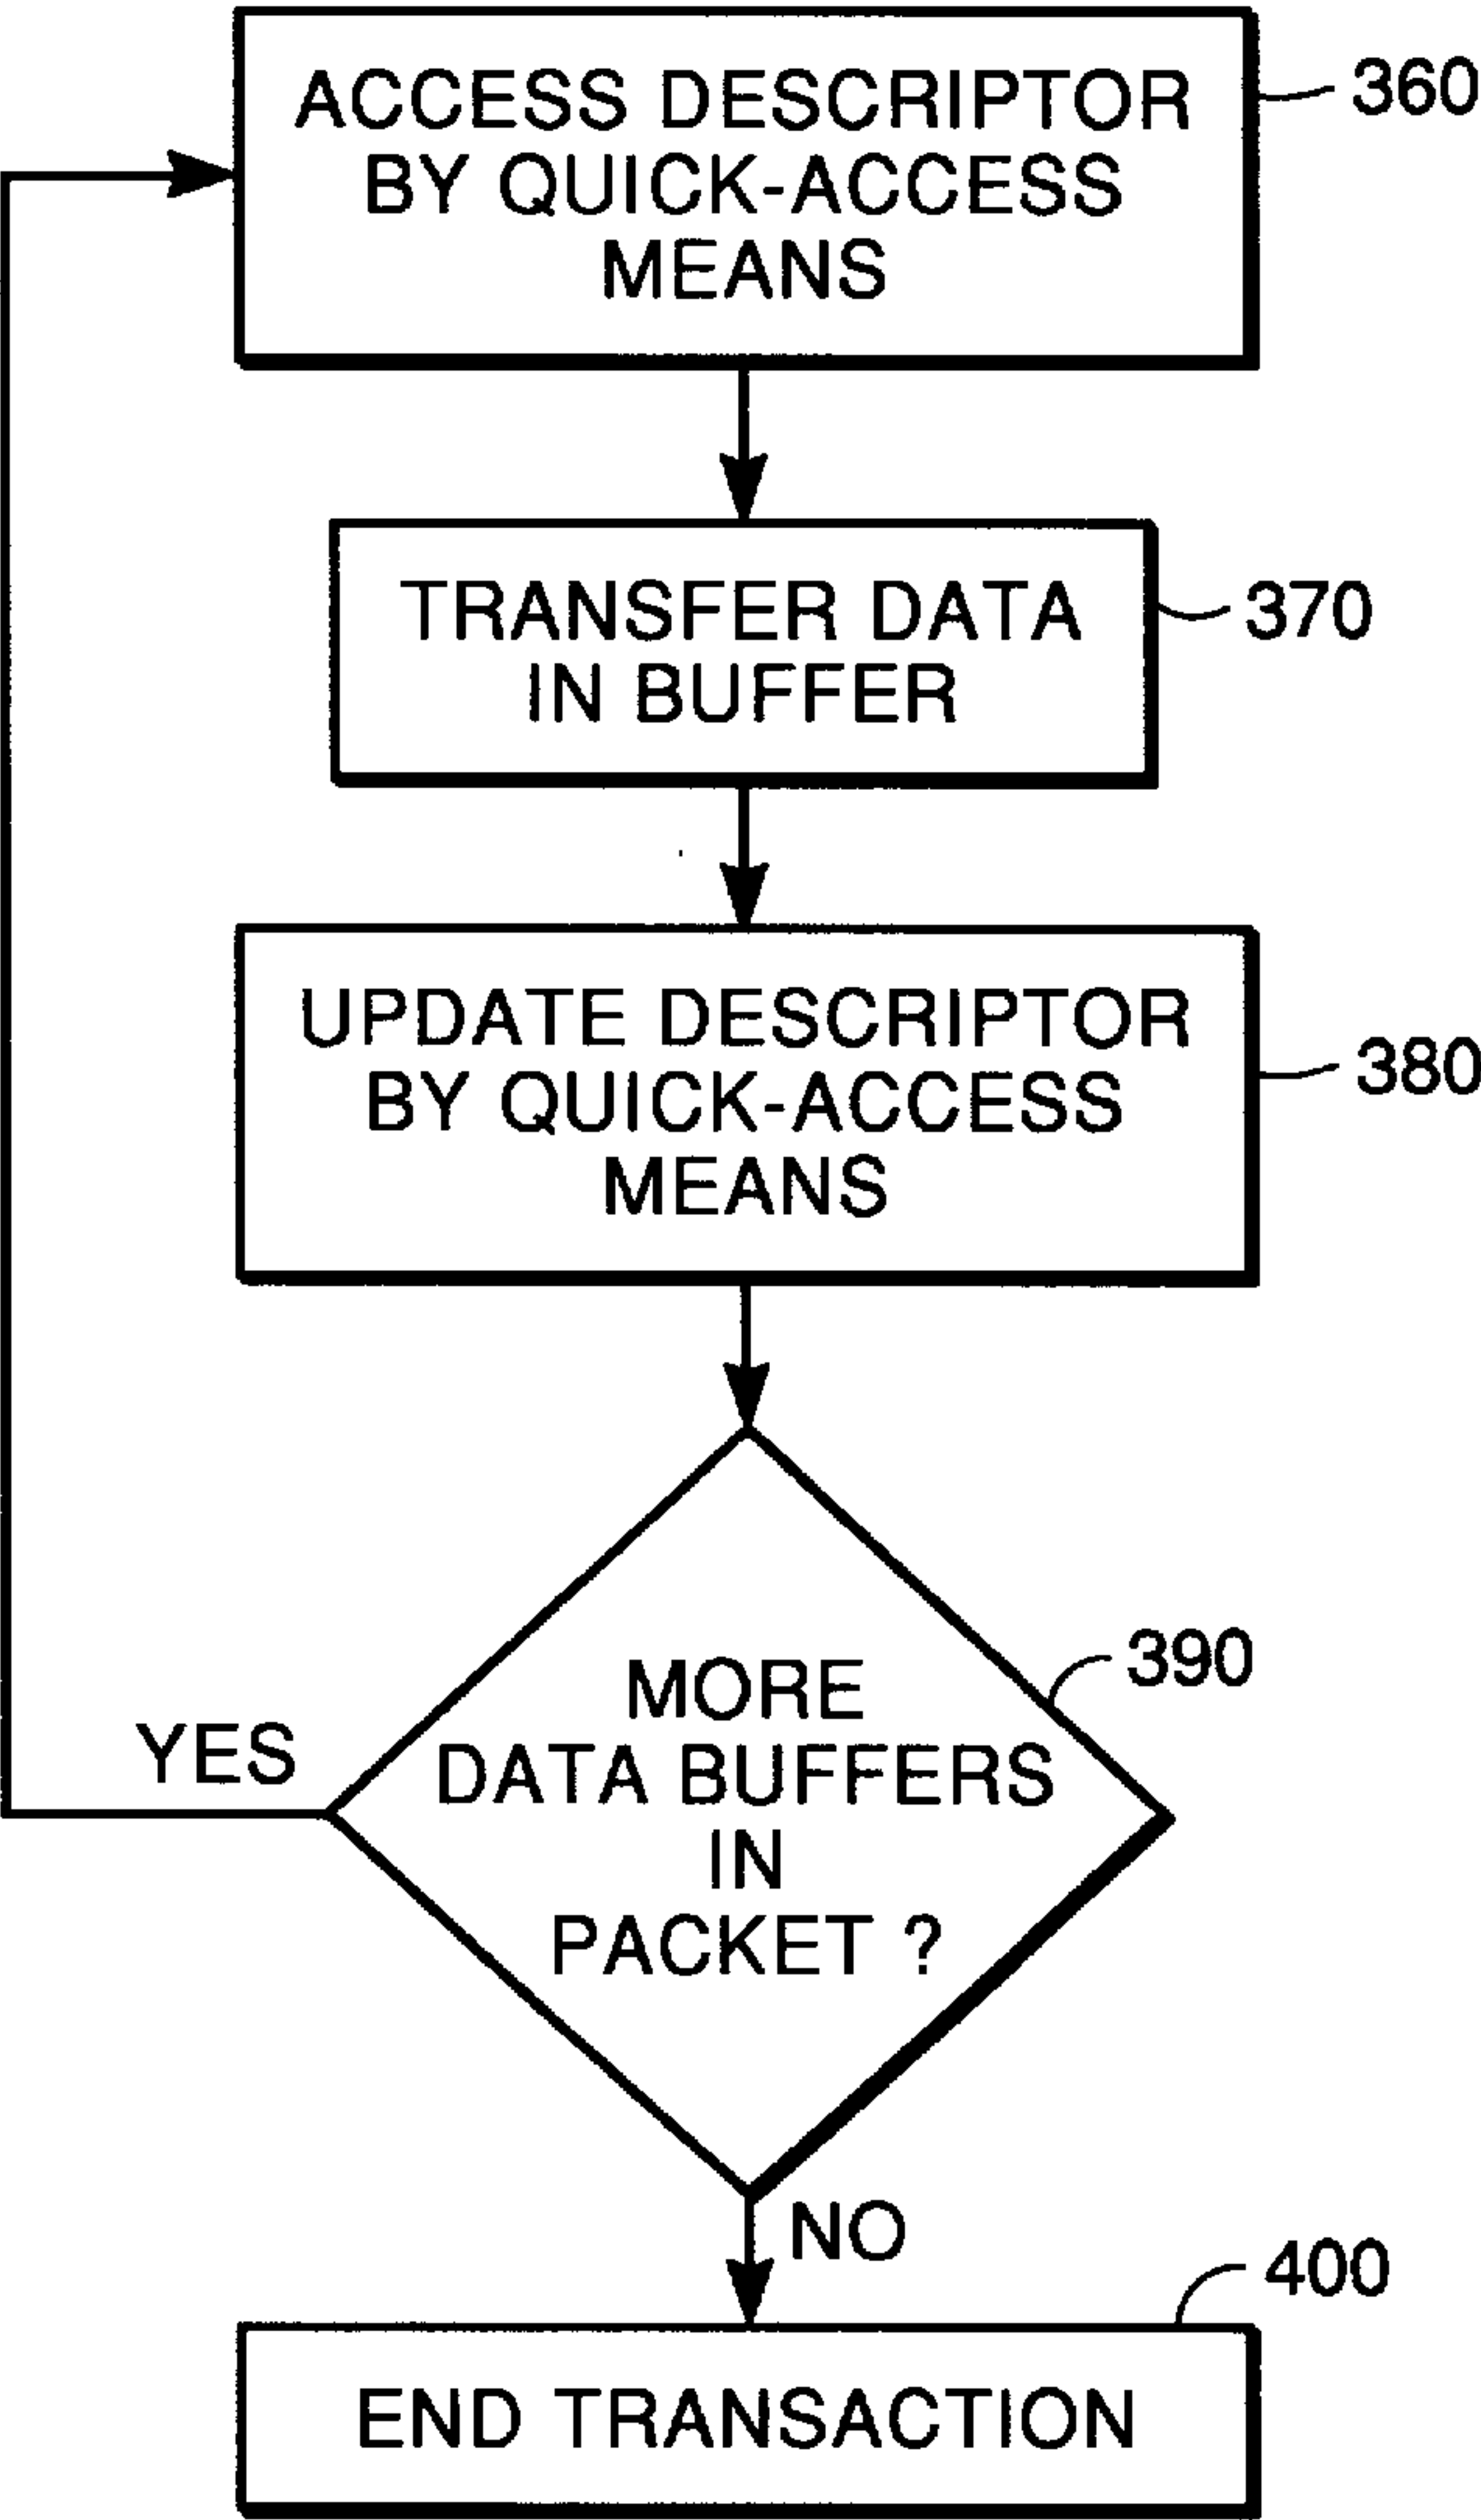 ACCESS DESCRIPTOR
BY QUICK-ACCESS
MEANS
360
TRANSFER DATA
IN BUFFER
370
UPDATE DESCRIPTOR
BY QUICK-ACCESS
MEANS
380
MORE
DATA BUFFERS
IN
PACKET ?
390
YES
NO
400
END TRANSACTION